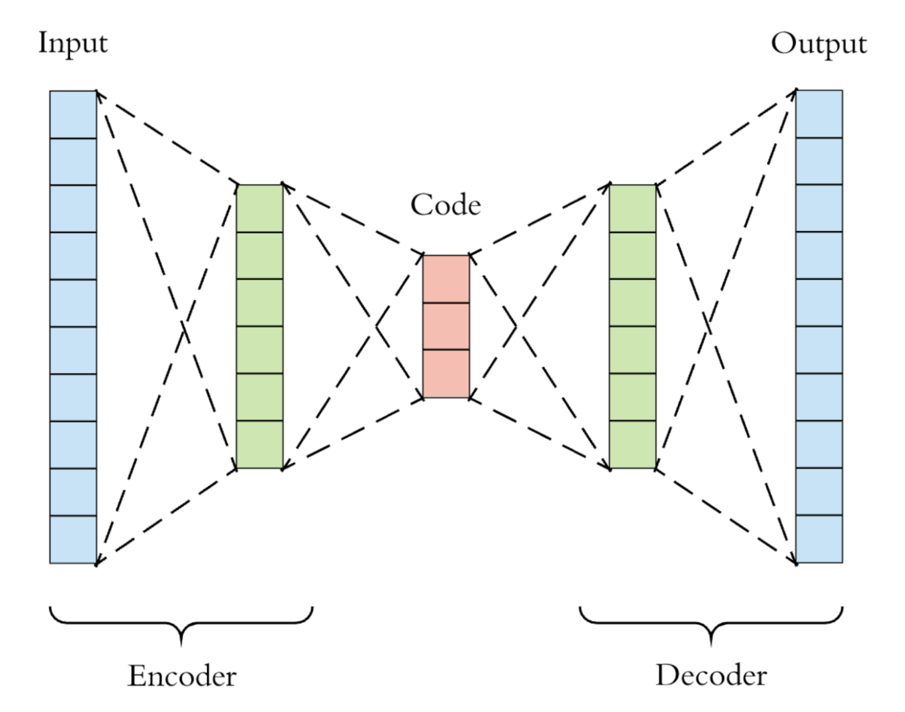 Input
Output
Code
Encoder
Decoder